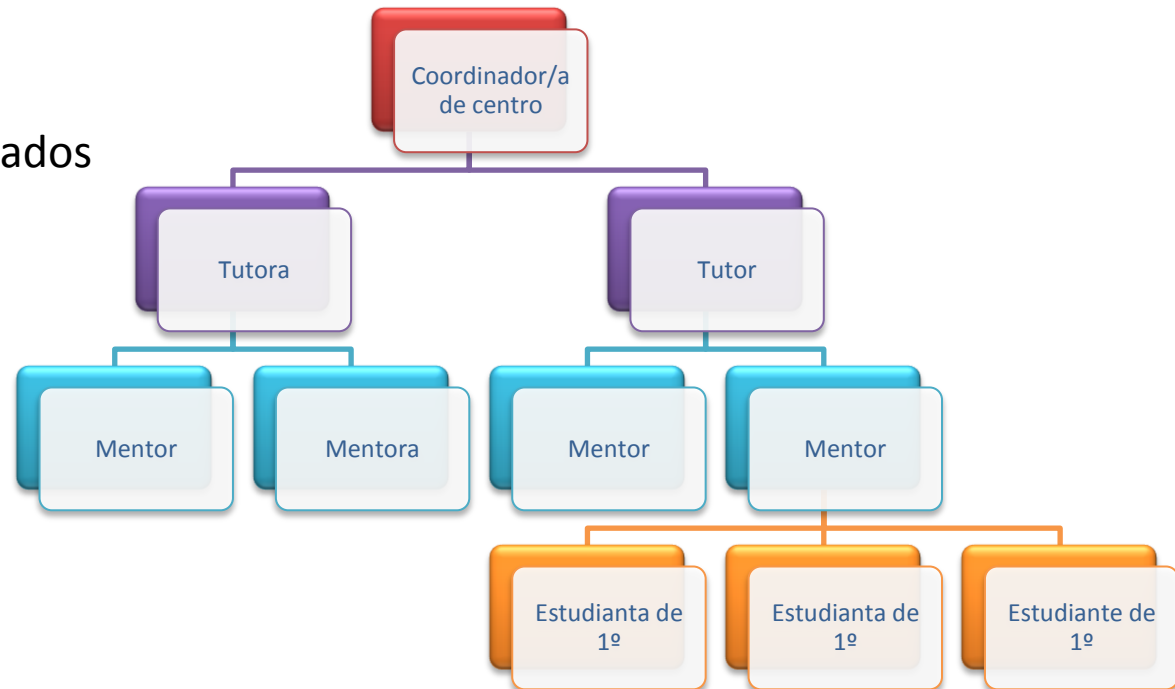 Coordinador/a
de centro
ados
Tutora
Tutor
Mentor
Mentora
Mentor
Mentor
Estudianta de
1º
Estudianta de
1º
Estudiante de
1º